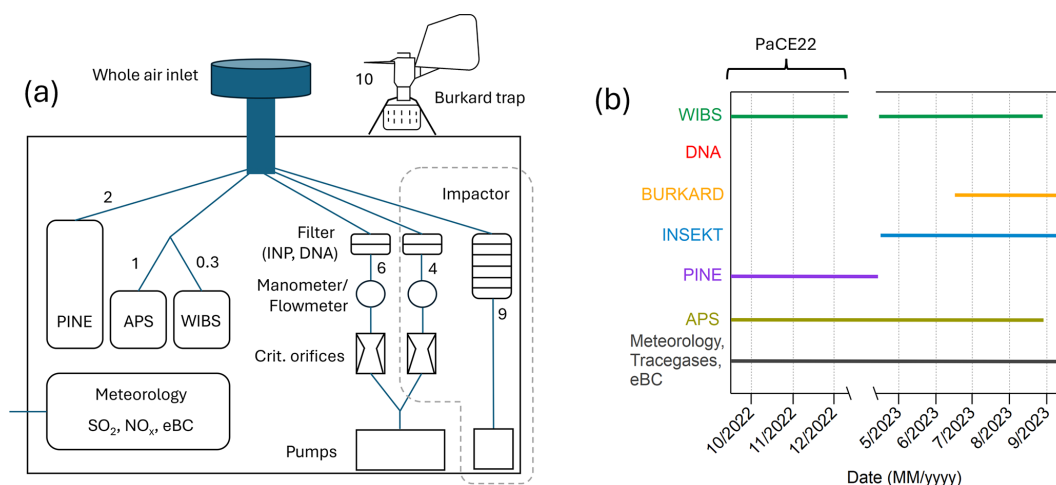 (a)
Whole air inlet
10
Burkard trap
Impactor
2
Filter
(INP, DNA)
6
4
1
0.3
Manometer/
Flowmeter
9
PINE
APS
WIBS
Crit. orifices
Meteorology
SO₂, NOₓ, eBC
Pumps
PaCE22
(b)
WIBS
DNA
BURKARD
INSEKT
PINE
APS
Meteorology,
Tracegases,
eBC
10/2022
11/2022
12/2022
5/2023
6/2023
7/2023
8/2023
9/2023
Date (MM/yyyy)